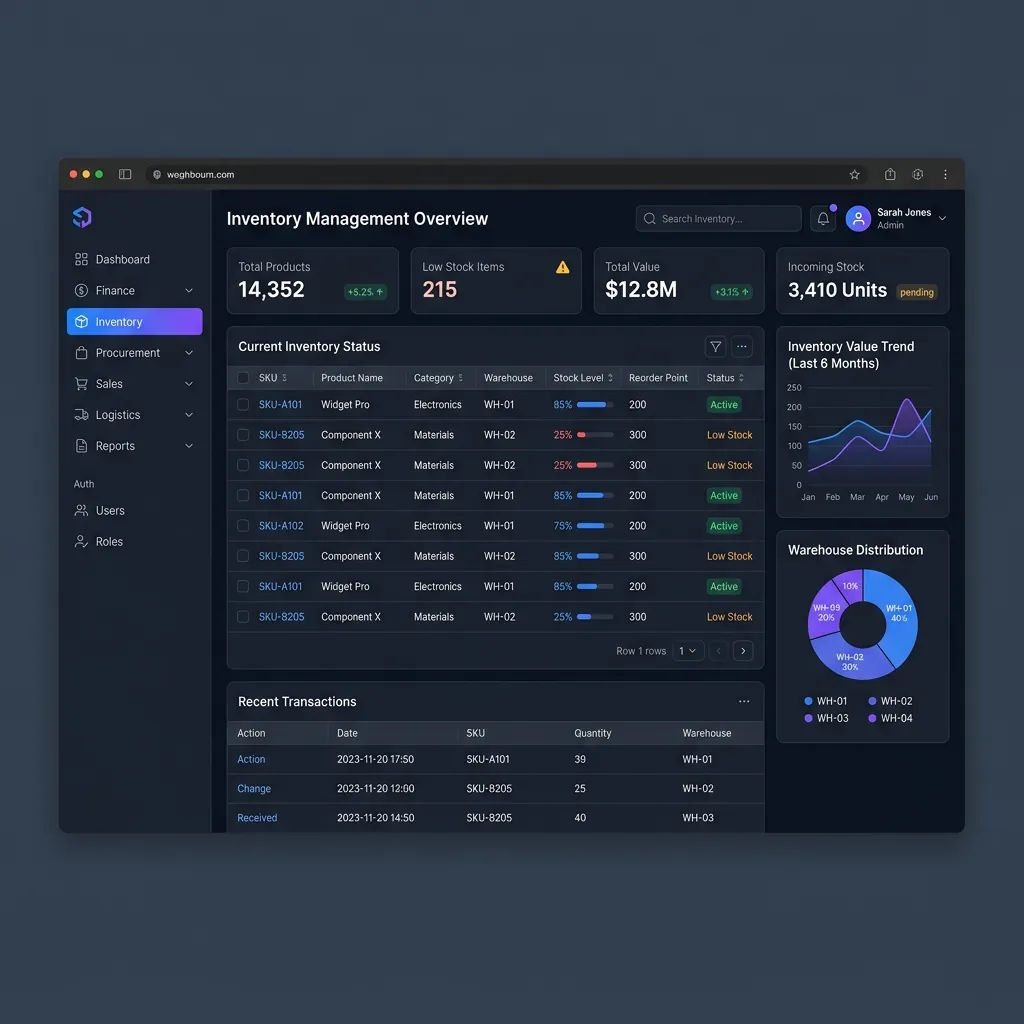 weghboum.com
Inventory Management Overview
Search Inventory...
Sarah Jones
Admin
Dashboard
Finance
Inventory
Procurement
Sales
Logistics
Reports
Auth
Users
Roles
Total Products
14,352
+5.2%
Low Stock Items
215
Total Value
$12.8M
+3.1%
Incoming Stock
3,410 Units pending
Current Inventory Status
SKU Product Name Category Warehouse Stock Level Reorder Point Status
SKU-A101 Widget Pro Electronics WH-01 85% 200 Active
SKU-8205 Component X Materials WH-02 25% 300 Low Stock
SKU-8205 Component X Materials WH-02 25% 300 Low Stock
SKU-A101 Component X Materials WH-01 85% 200 Active
SKU-A102 Widget Pro Electronics WH-01 75% 200 Active
SKU-8205 Component X Materials WH-02 85% 300 Low Stock
SKU-A101 Widget Pro Electronics WH-01 85% 200 Active
SKU-8205 Component X Materials WH-02 25% 300 Low Stock
Row 1 rows 1
Inventory Value Trend
(Last 6 Months)
250
200
150
100
50
0
Jan Feb Mar Apr May Jun
Warehouse Distribution
10%
WH-01
40%
20%
WH-02
30%
WH-01 WH-02
WH-03 WH-04
Recent Transactions
Action Date SKU Quantity Warehouse
Action 2023-11-20 17:50 SKU-A101 39 WH-01
Change 2023-11-20 12:00 SKU-8205 25 WH-02
Received 2023-11-20 14:50 SKU-8205 40 WH-03